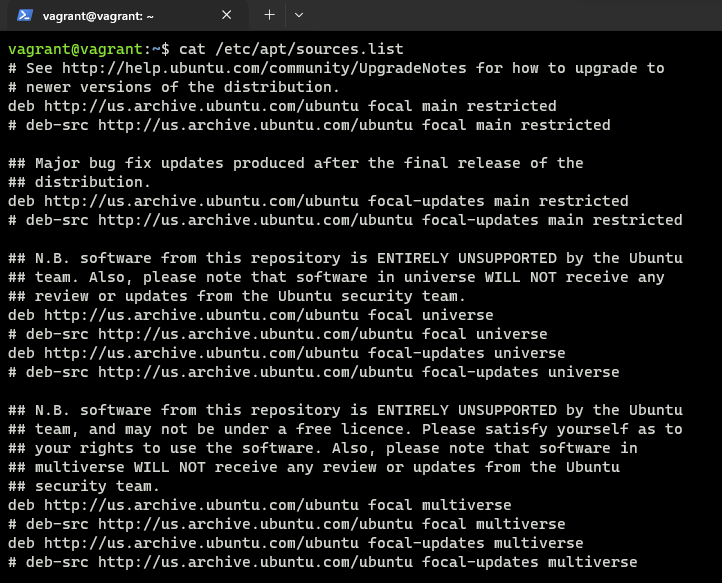 vagrant@vagrant: ~
vagrant@vagrant:~$ cat /etc/apt/sources.list
# See http://help.ubuntu.com/community/UpgradeNotes for how to upgrade to
# newer versions of the distribution.
deb http://us.archive.ubuntu.com/ubuntu focal main restricted
# deb-src http://us.archive.ubuntu.com/ubuntu focal main restricted

## Major bug fix updates produced after the final release of the
## distribution.
deb http://us.archive.ubuntu.com/ubuntu focal-updates main restricted
# deb-src http://us.archive.ubuntu.com/ubuntu focal-updates main restricted

## N.B. software from this repository is ENTIRELY UNSUPPORTED by the Ubuntu
## team. Also, please note that software in universe WILL NOT receive any
## review or updates from the Ubuntu security team.
deb http://us.archive.ubuntu.com/ubuntu focal universe
# deb-src http://us.archive.ubuntu.com/ubuntu focal universe
deb http://us.archive.ubuntu.com/ubuntu focal-updates universe
# deb-src http://us.archive.ubuntu.com/ubuntu focal-updates universe

## N.B. software from this repository is ENTIRELY UNSUPPORTED by the Ubuntu
## team, and may not be under a free licence. Please satisfy yourself as to
## your rights to use the software. Also, please note that software in
## multiverse WILL NOT receive any review or updates from the Ubuntu
## security team.
deb http://us.archive.ubuntu.com/ubuntu focal multiverse
# deb-src http://us.archive.ubuntu.com/ubuntu focal multiverse
deb http://us.archive.ubuntu.com/ubuntu focal-updates multiverse
# deb-src http://us.archive.ubuntu.com/ubuntu focal-updates multiverse